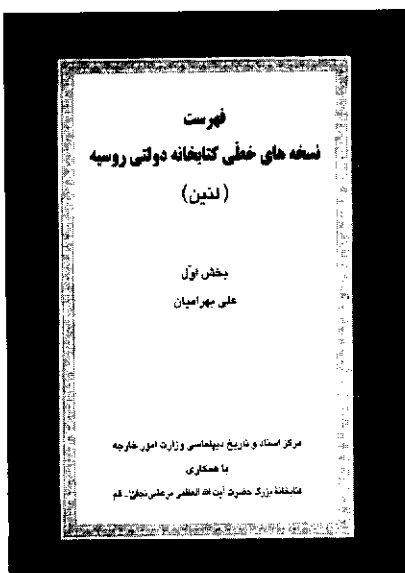 فهرست
نسخه های خطّی کتابخانه دولتی روسیه
(لنین)
بخش اوّل
علی بهرامیان
مرکز اسناد و تاریخ دیپلماسی وزارت امور خارجه
با همکاری
کتابخانهٔ بزرگ حضرت آیت الله العظمی مرعشی نجفی - قم